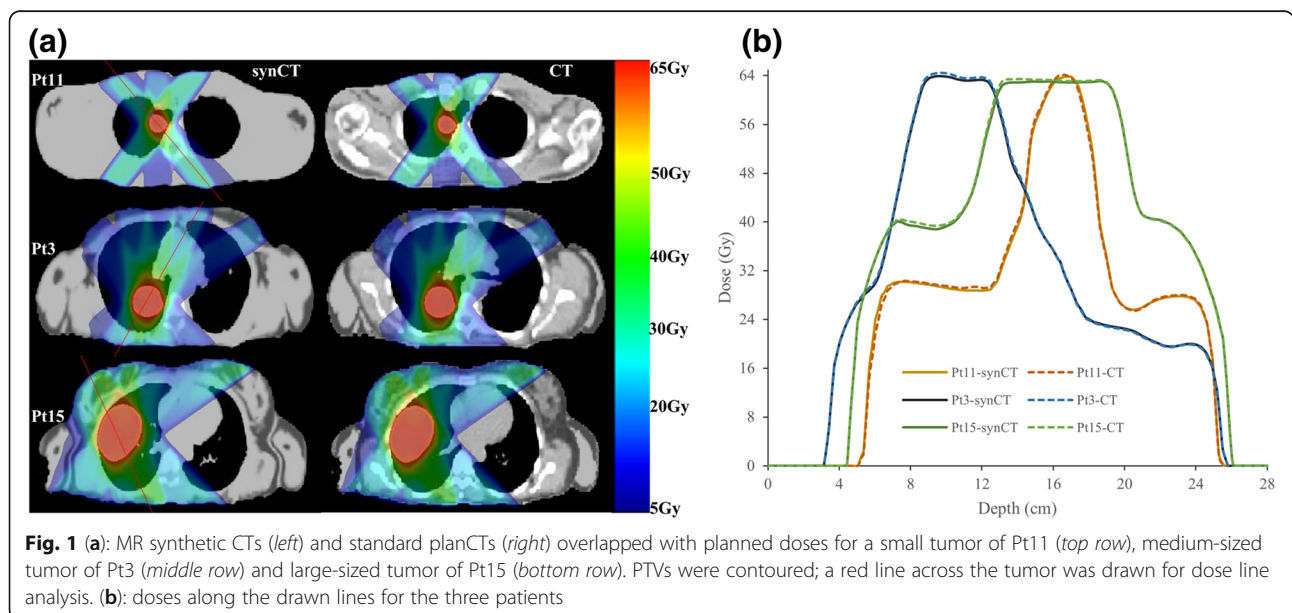 (a)
Pt11
synCT
CT
Pt3
Pt15
65Gy
50Gy
40Gy
30Gy
20Gy
5Gy
(b)
64
56
48
40
32
24
16
8
0
Dose (Gy)
0 4 8 12 16 20 24 28
Depth (cm)
Pt11-synCT Pt11-CT
Pt3-synCT Pt3-CT
Pt15-synCT Pt15-CT
Fig. 1 (a): MR synthetic CTs (left) and standard planCTs (right) overlapped with planned doses for a small tumor of Pt11 (top row), medium-sized
tumor of Pt3 (middle row) and large-sized tumor of Pt15 (bottom row). PTVs were contoured; a red line across the tumor was drawn for dose line
analysis. (b): doses along the drawn lines for the three patients